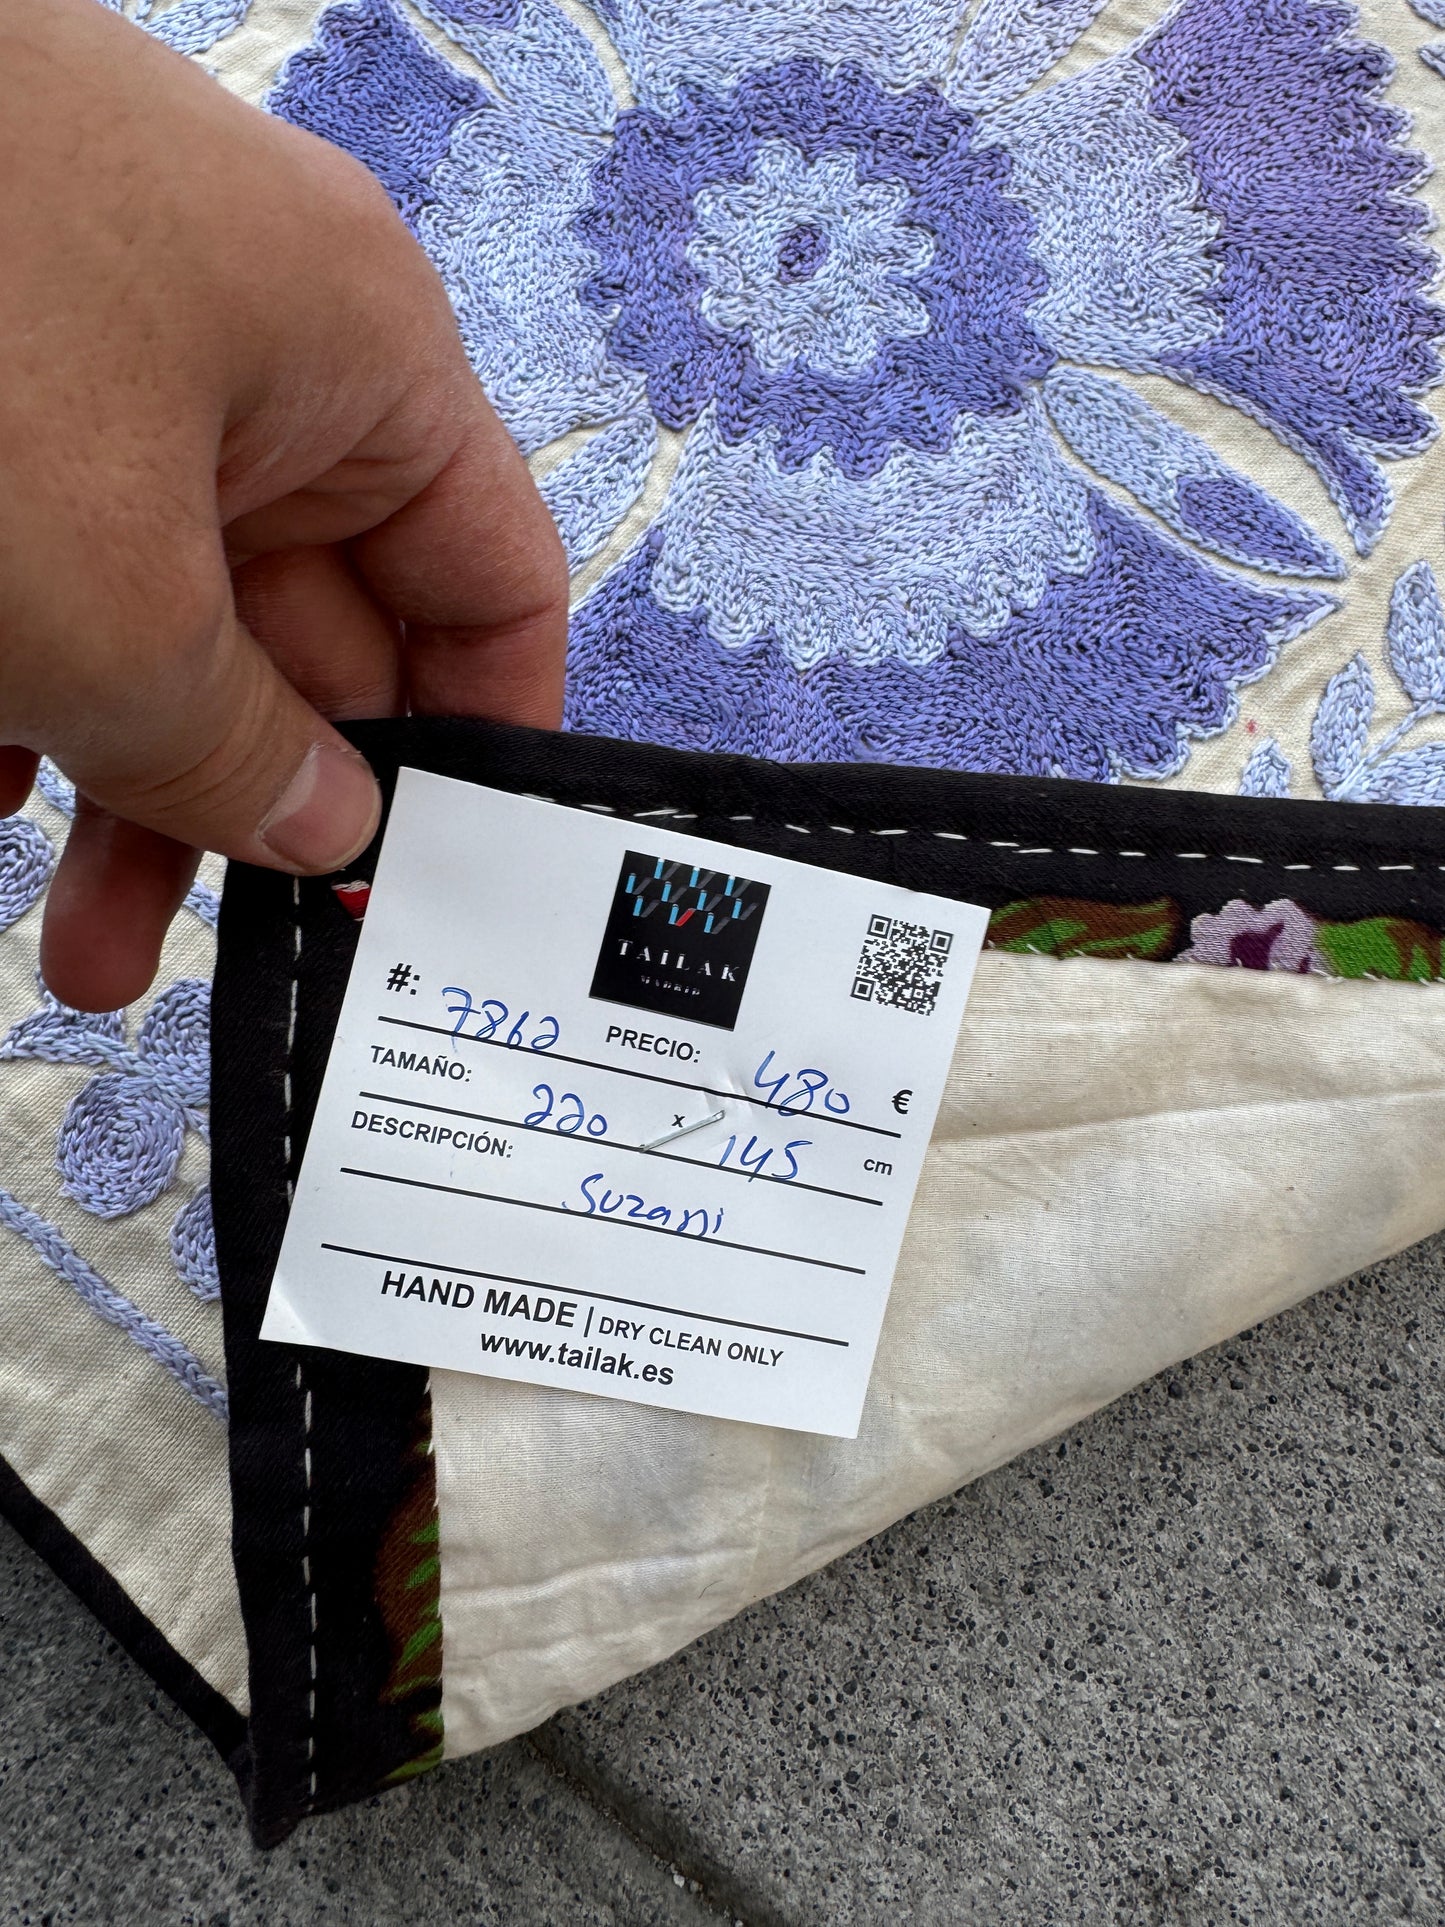 TAiLAK
MADRID
#: 7862 PRECIO: 480 €
TAMAÑO: 220 x 145 cm
DESCRIPCIÓN: Suzani
HAND MADE | DRY CLEAN ONLY
www.tailak.es